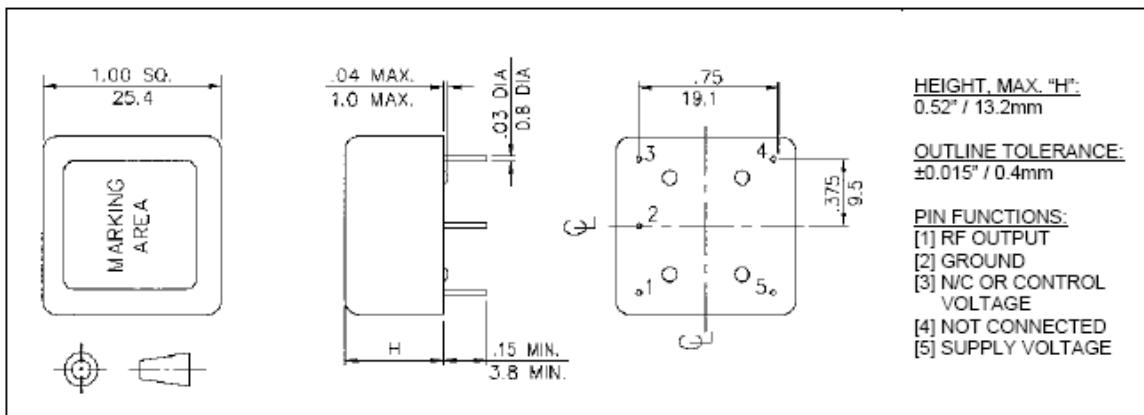 1.00 SQ.
25.4
MARKING
AREA
.04 MAX.
1.0 MAX.
.03 DIA
0.8 DIA
H
.15 MIN.
3.8 MIN.
.75
19.1
3
4
2
1
5
.375
9.5
CL
CL
HEIGHT, MAX. "H":
0.52" / 13.2mm
OUTLINE TOLERANCE:
±0.015" / 0.4mm
PIN FUNCTIONS:
[1] RF OUTPUT
[2] GROUND
[3] N/C OR CONTROL
VOLTAGE
[4] NOT CONNECTED
[5] SUPPLY VOLTAGE